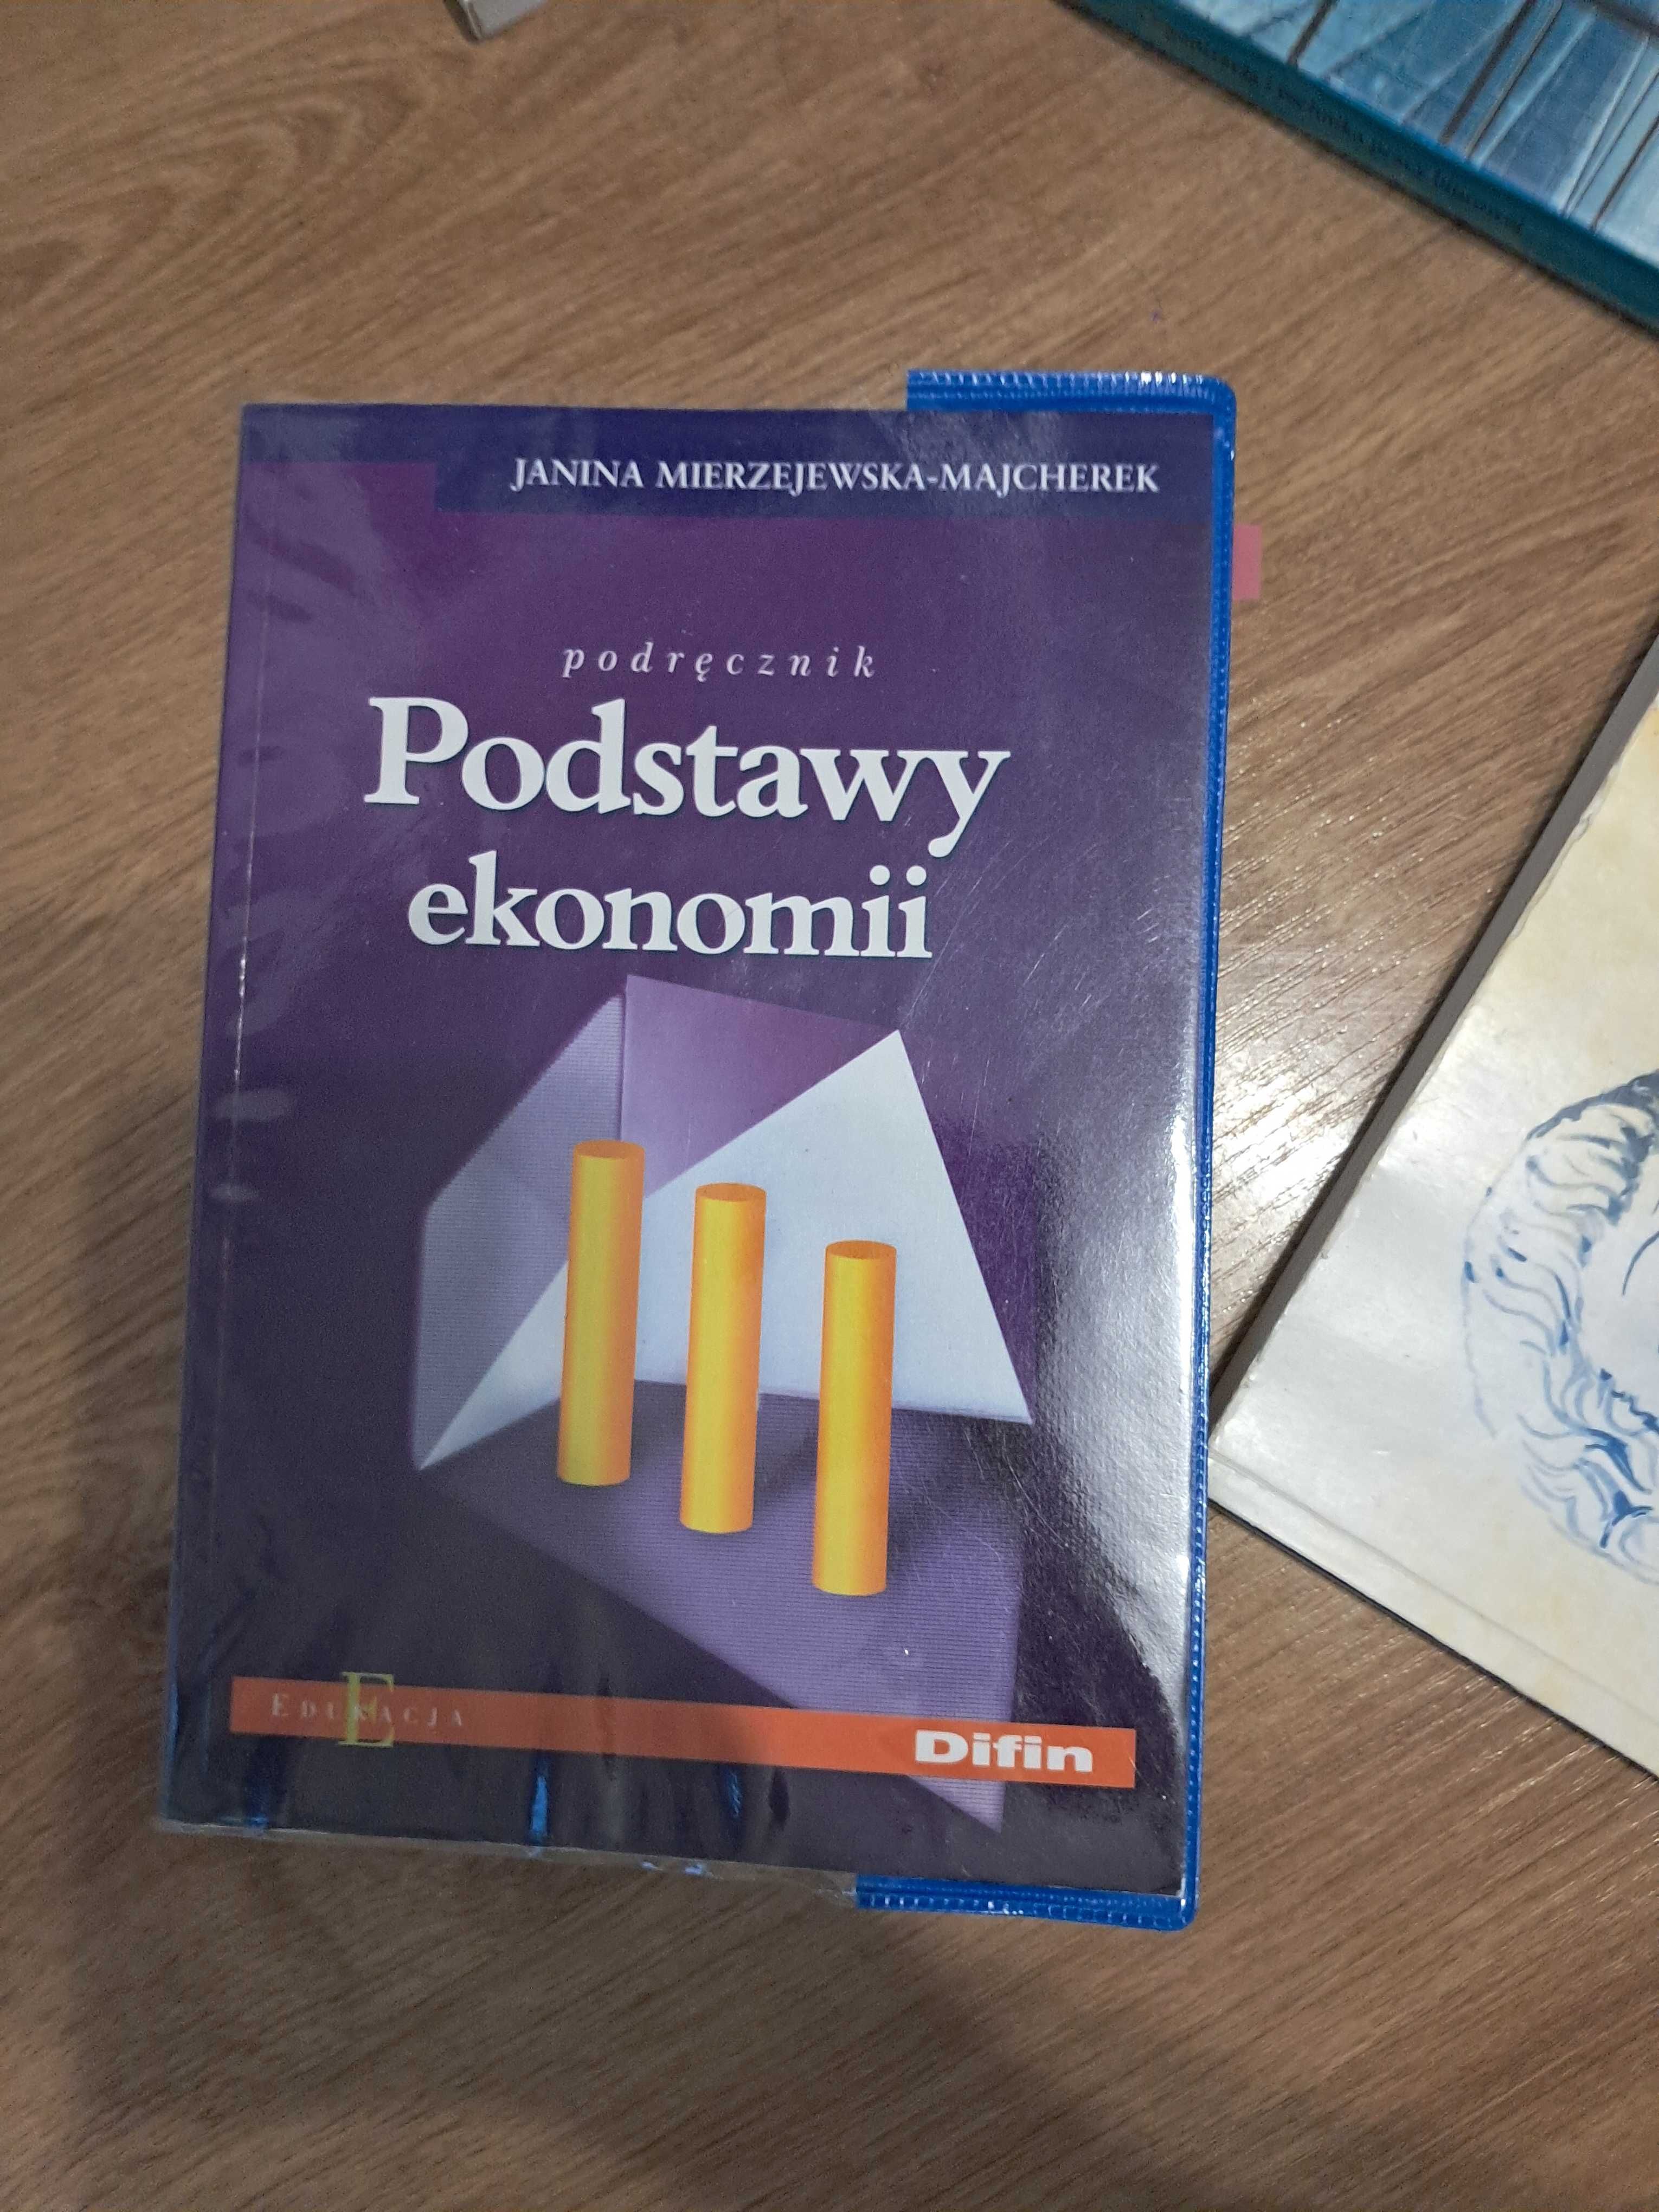 JANINA MIERZEJEWSKA-MAJCHEREK
podręcznik
Podstawy
ekonomii
E
EDUKACJA
Difin